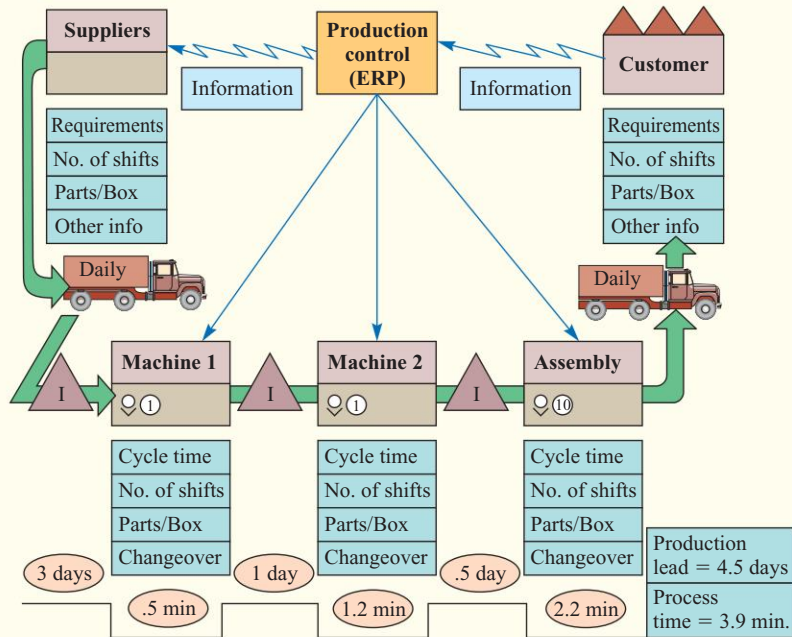 Suppliers
Production
control
(ERP)
Customer
Information
Information
Requirements
No. of shifts
Parts/Box
Other info
Requirements
No. of shifts
Parts/Box
Other info
Daily
Daily
I
Machine 1
1
I
Machine 2
1
I
Assembly
10
Cycle time
No. of shifts
Parts/Box
Changeover
Cycle time
No. of shifts
Parts/Box
Changeover
Cycle time
No. of shifts
Parts/Box
Changeover
3 days
.5 min
1 day
1.2 min
.5 day
2.2 min
Production
lead = 4.5 days
Process
time = 3.9 min.